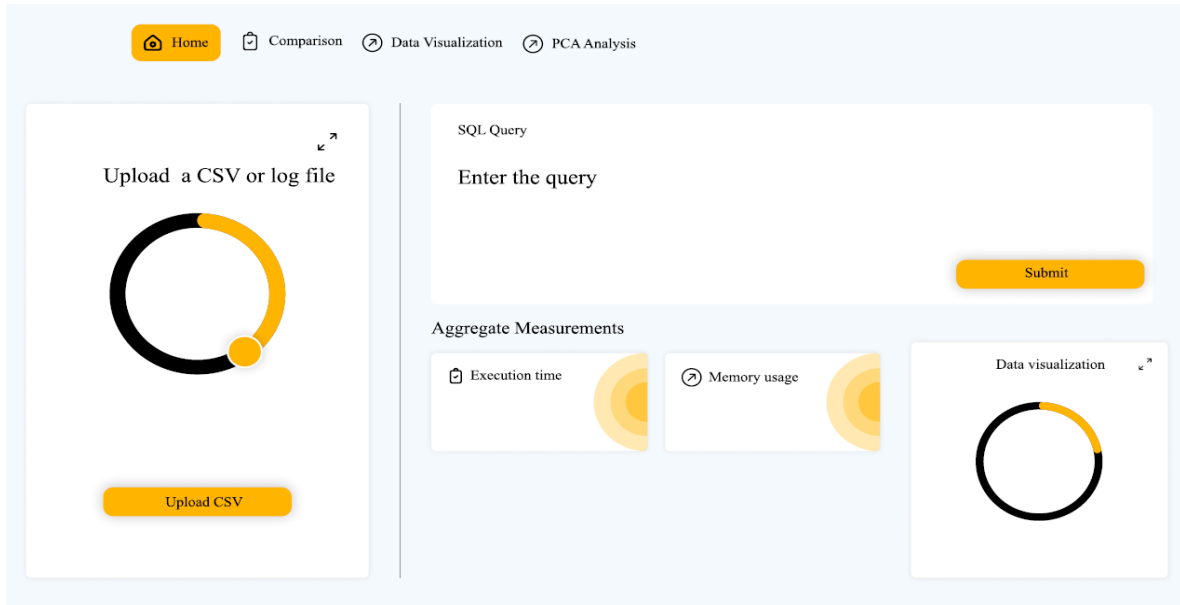 Home
Comparison
Data Visualization
PCA Analysis
Upload a CSV or log file
Upload CSV
SQL Query
Enter the query
Submit
Aggregate Measurements
Execution time
Memory usage
Data visualization